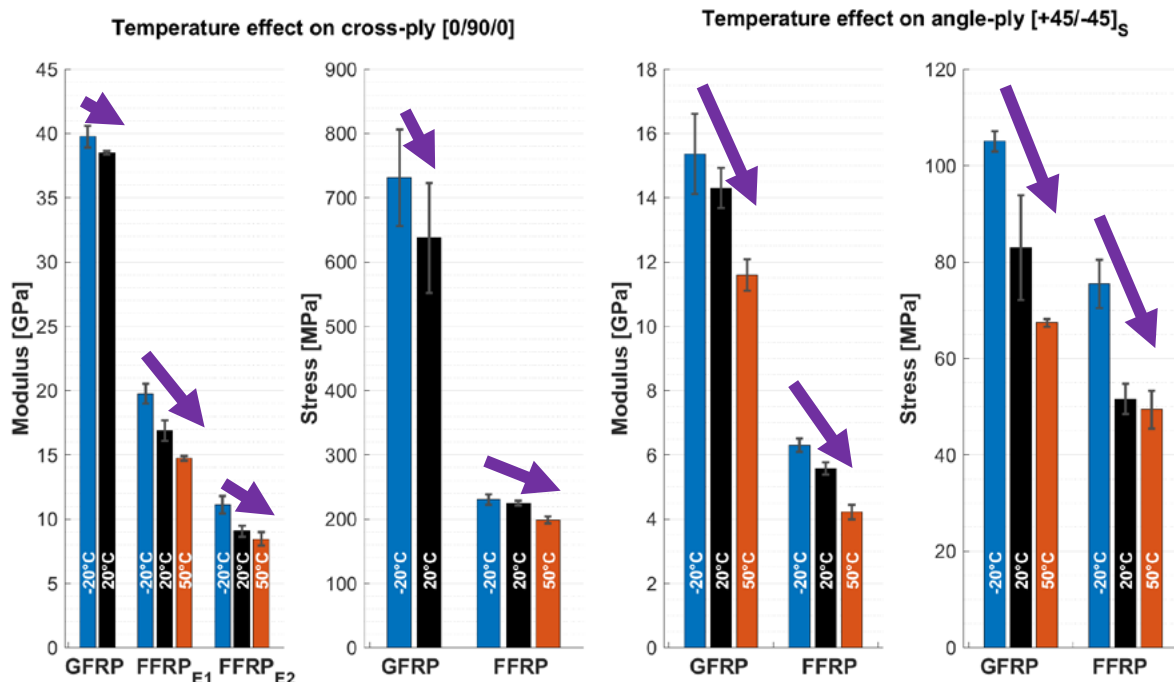 Temperature effect on cross-ply [0/90/0]
Temperature effect on angle-ply [+45/-45]S
Modulus [GPa]
45
40
35
30
25
20
15
10
5
0
-20°C
20°C
-20°C
20°C
50°C
-20°C
20°C
50°C
GFRP FFRPE1 FFRPE2
Stress [MPa]
900
800
700
600
500
400
300
200
100
0
-20°C
20°C
-20°C
20°C
50°C
GFRP FFRP
Modulus [GPa]
18
16
14
12
10
8
6
4
2
0
-20°C
20°C
50°C
-20°C
20°C
50°C
GFRP FFRP
Stress [MPa]
120
100
80
60
40
20
0
-20°C
20°C
50°C
-20°C
20°C
50°C
GFRP FFRP